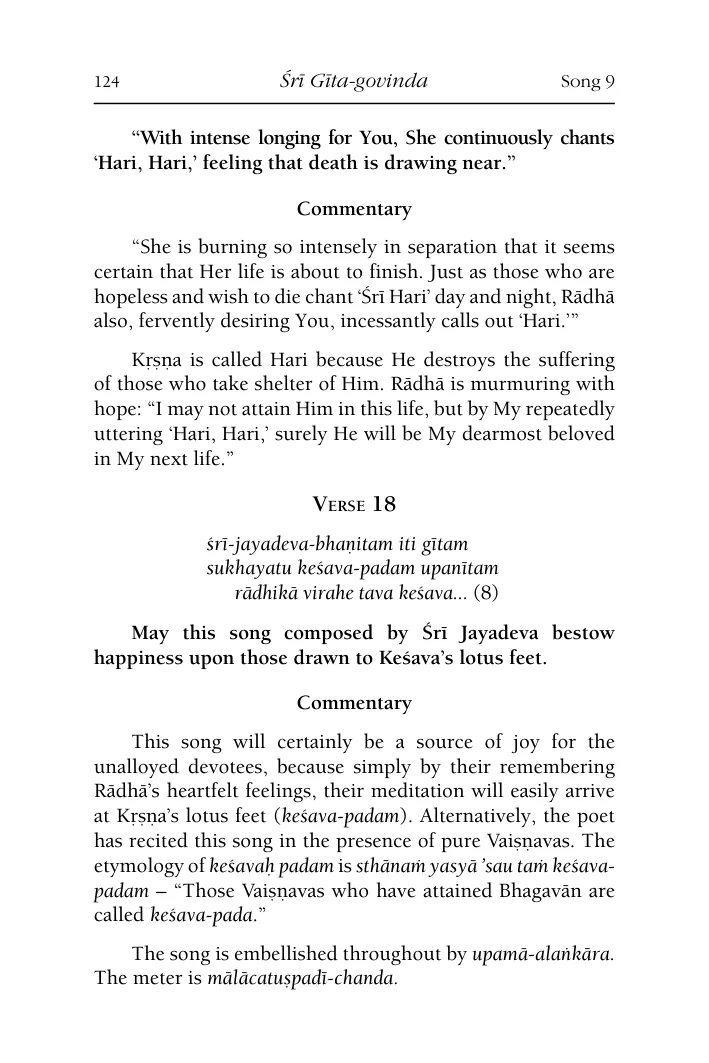 124 Śrī Gīta-govinda Song 9
“With intense longing for You, She continuously chants
‘Hari, Hari,’ feeling that death is drawing near.”
Commentary
“She is burning so intensely in separation that it seems
certain that Her life is about to finish. Just as those who are
hopeless and wish to die chant ‘Śrī Hari’ day and night, Rādhā
also, fervently desiring You, incessantly calls out ‘Hari.’”
Kṛṣṇa is called Hari because He destroys the suffering
of those who take shelter of Him. Rādhā is murmuring with
hope: “I may not attain Him in this life, but by My repeatedly
uttering ‘Hari, Hari,’ surely He will be My dearmost beloved
in My next life.”
Verse 18
śrī-jayadeva-bhaṇitam iti gītam
sukhayatu keśava-padam upanītam
rādhikā virahe tava keśava... (8)
May this song composed by Śrī Jayadeva bestow
happiness upon those drawn to Keśava’s lotus feet.
Commentary
This song will certainly be a source of joy for the
unalloyed devotees, because simply by their remembering
Rādhā’s heartfelt feelings, their meditation will easily arrive
at Kṛṣṇa’s lotus feet (keśava-padam). Alternatively, the poet
has recited this song in the presence of pure Vaiṣṇavas. The
etymology of keśavaḥ padam is sthānaṁ yasyā ’sau taṁ keśava-
padam – “Those Vaiṣṇavas who have attained Bhagavān are
called keśava-pada.”
The song is embellished throughout by upamā-alaṅkāra.
The meter is mālācatuṣpadī-chanda.